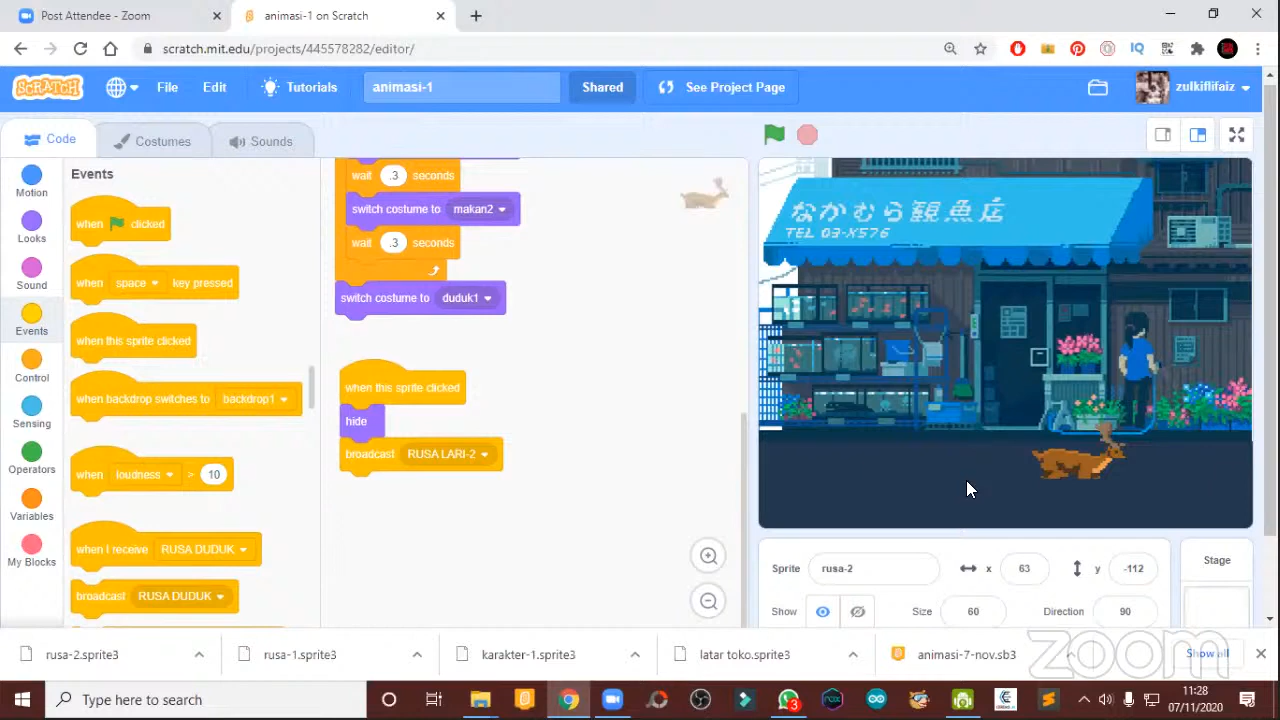 Post Attendee - Zoom
animasi-1 on Scratch
scratch.mit.edu/projects/445578282/editor/
IQ
SCRATCH
File
Edit
Tutorials
animasi-1
Shared
See Project Page
zulkiflifaiz
Code
Costumes
Sounds
Motion
Looks
Sound
Events
Control
Sensing
Operators
Variables
My Blocks
Events
when clicked
when space key pressed
when this sprite clicked
when backdrop switches to backdrop1
when loudness > 10
when I receive RUSA DUDUK
broadcast RUSA DUDUK
wait .3 seconds
switch costume to makan2
wait .3 seconds
switch costume to duduk1
when this sprite clicked
hide
broadcast RUSA LARI-2
なかむら観魚店
TEL 03-X576
Sprite rusa-2 x 63 y -112
Show Size 60 Direction 90
Stage
zoom
rusa-2.sprite3
rusa-1.sprite3
karakter-1.sprite3
latar toko.sprite3
animasi-7-nov.sb3
Show all
Type here to search
3
11:28
07/11/2020